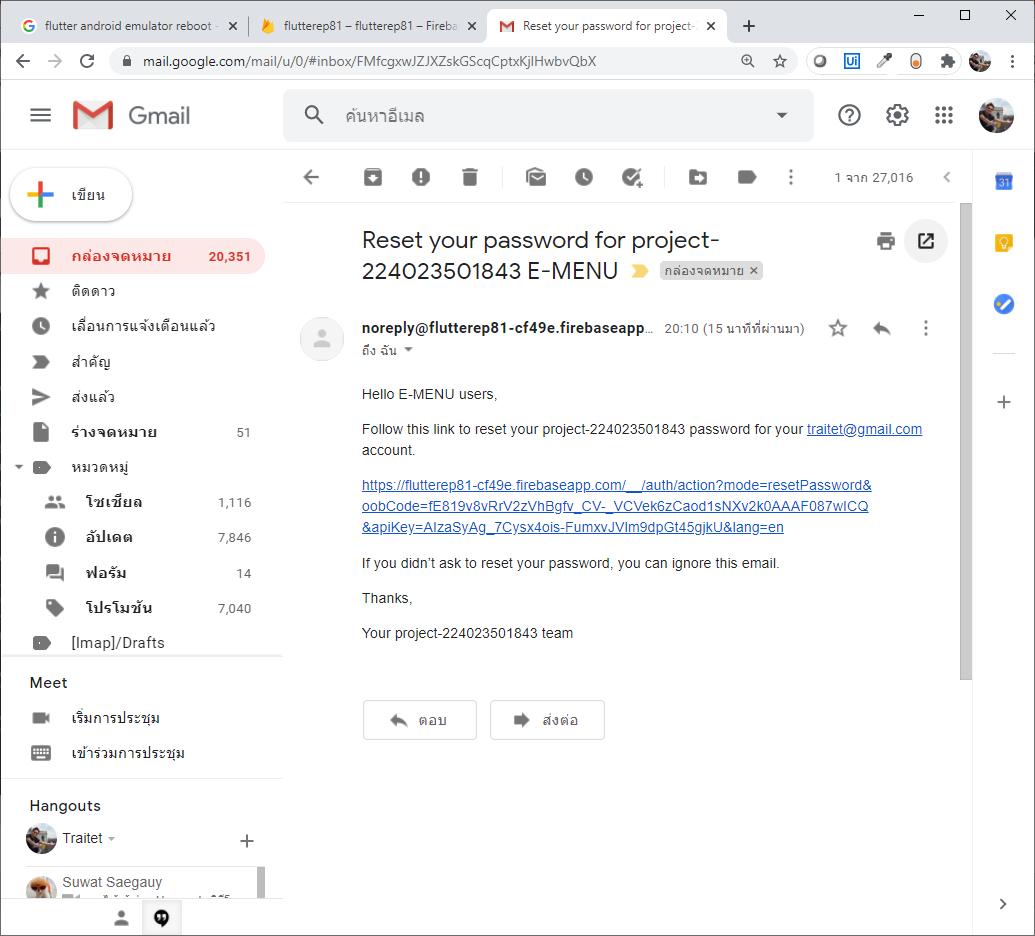 flutter android emulator reboot -
flutterep81 – flutterep81 – Fireba
Reset your password for project-
mail.google.com/mail/u/0/#inbox/FMfcgxwJZJXZskGScqCptxKjlHwbvQbX
Ui
Gmail
ค้นหาอีเมล
เขียน
1 จาก 27,016
31
กล่องจดหมาย 20,351
ติดดาว
เลื่อนการแจ้งเตือนแล้ว
สำคัญ
ส่งแล้ว
ร่างจดหมาย 51
หมวดหมู่
โซเชียล 1,116
อัปเดต 7,846
ฟอรัม 14
โปรโมชัน 7,040
[Imap]/Drafts
Meet
เริ่มการประชุม
เข้าร่วมการประชุม
Hangouts
Traitet
Suwat Saegauy
Reset your password for project-
224023501843 E-MENU กล่องจดหมาย
noreply@flutterep81-cf49e.firebaseapp... 20:10 (15 นาทีที่ผ่านมา)
ถึง ฉัน
Hello E-MENU users,
Follow this link to reset your project-224023501843 password for your traitet@gmail.com
account.
https://flutterep81-cf49e.firebaseapp.com/__/auth/action?mode=resetPassword&
oobCode=fE819v8vRrV2zVhBgfv_CV-_VCVek6zCaod1sNXv2k0AAAF087wICQ
&apiKey=AIzaSyAg_7Cysx4ois-FumxvJVlm9dpGt45gjkU&lang=en
If you didn’t ask to reset your password, you can ignore this email.
Thanks,
Your project-224023501843 team
ตอบ
ส่งต่อ